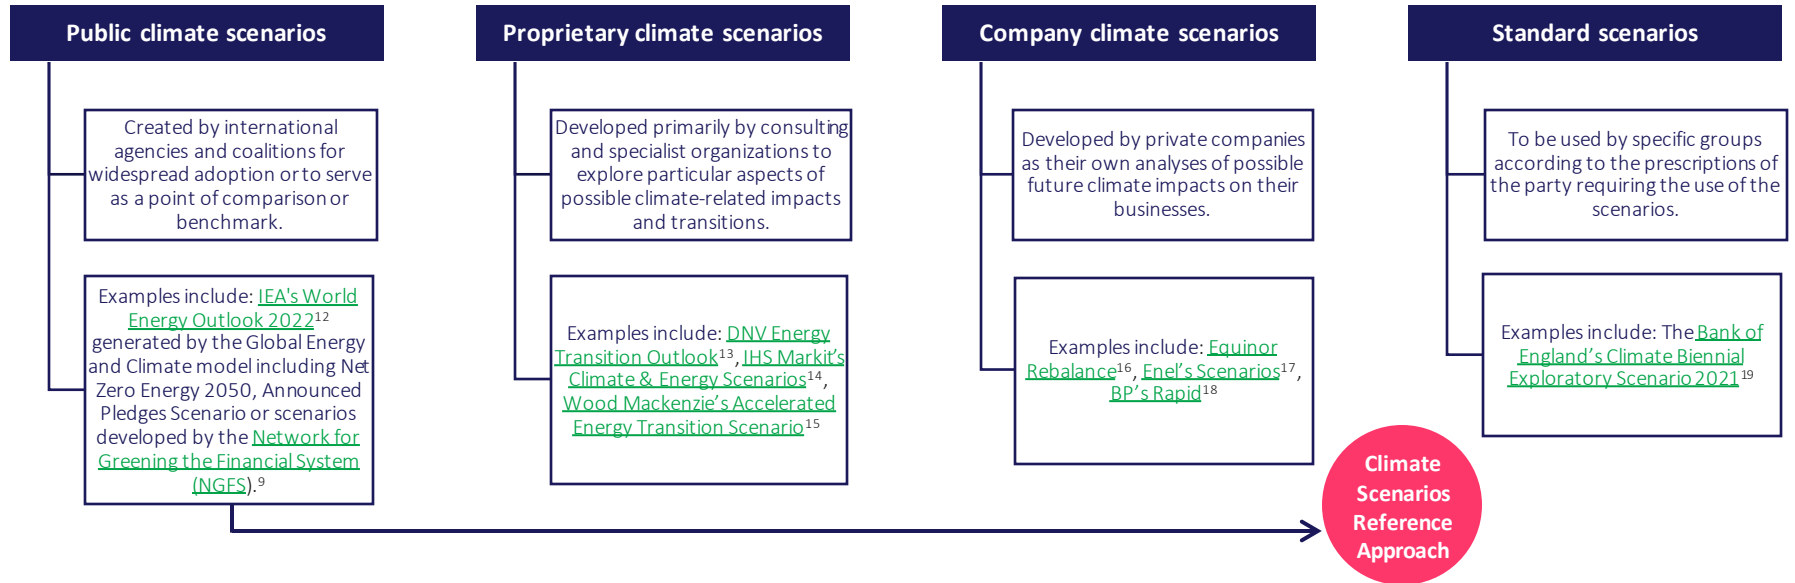 Public climate scenarios
Created by international
agencies and coalitions for
widespread adoption or to serve
as a point of comparison or
benchmark.
Examples include: IEA's World
Energy Outlook 2022¹²
generated by the Global Energy
and Climate model including Net
Zero Energy 2050, Announced
Pledges Scenario or scenarios
developed by the Network for
Greening the Financial System
(NGFS).⁹
Proprietary climate scenarios
Developed primarily by consulting
and specialist organizations to
explore particular aspects of
possible climate-related impacts
and transitions.
Examples include: DNV Energy
Transition Outlook¹³, IHS Markit’s
Climate & Energy Scenarios¹⁴,
Wood Mackenzie’s Accelerated
Energy Transition Scenario¹⁵
Company climate scenarios
Developed by private companies
as their own analyses of possible
future climate impacts on their
businesses.
Examples include: Equinor
Rebalance¹⁶, Enel’s Scenarios¹⁷,
BP’s Rapid¹⁸
Standard scenarios
To be used by specific groups
according to the prescriptions of
the party requiring the use of the
scenarios.
Examples include: The Bank of
England’s Climate Biennial
Exploratory Scenario 2021¹⁹
Climate
Scenarios
Reference
Approach